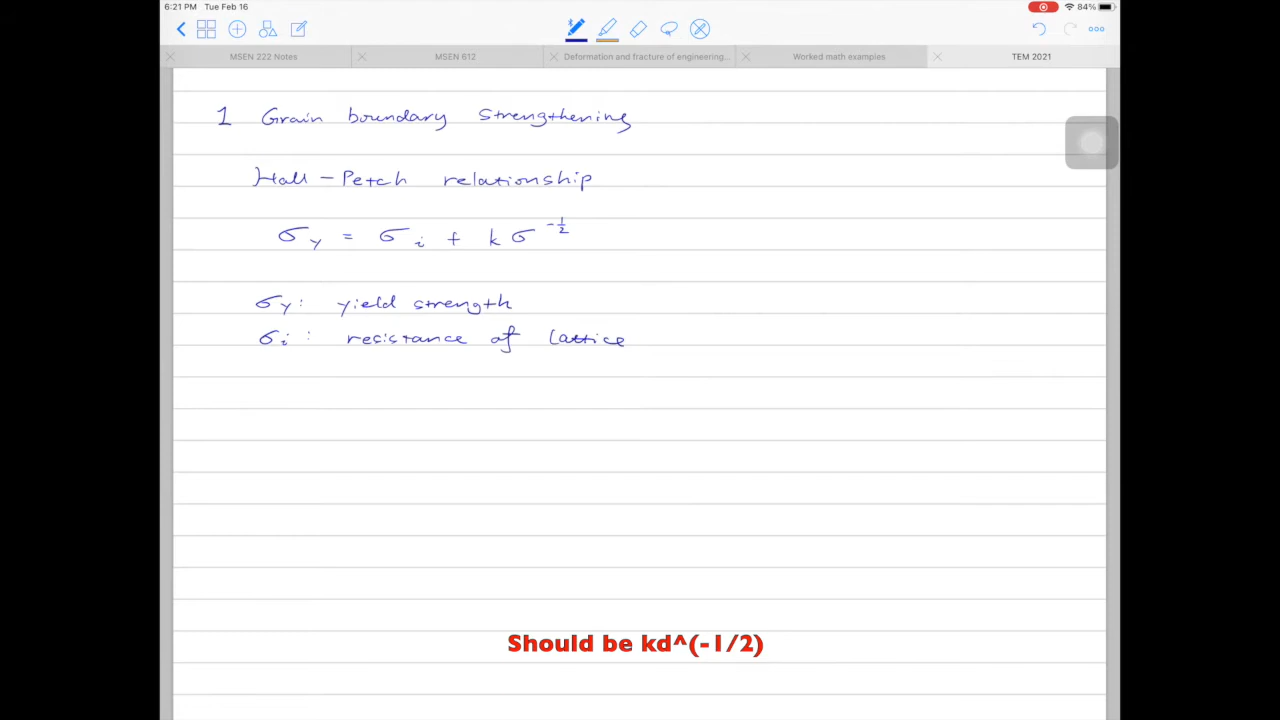 6:21 PM Tue Feb 16 84%
MSEN 222 Notes MSEN 612 Deformation and fracture of engineering... Worked math examples TEM 2021
1 Grain boundary strengthening
Hall-Petch relationship
σy = σi + kσ^-1/2
σy: yield strength
σi: resistance of lattice
Should be kd^(-1/2)